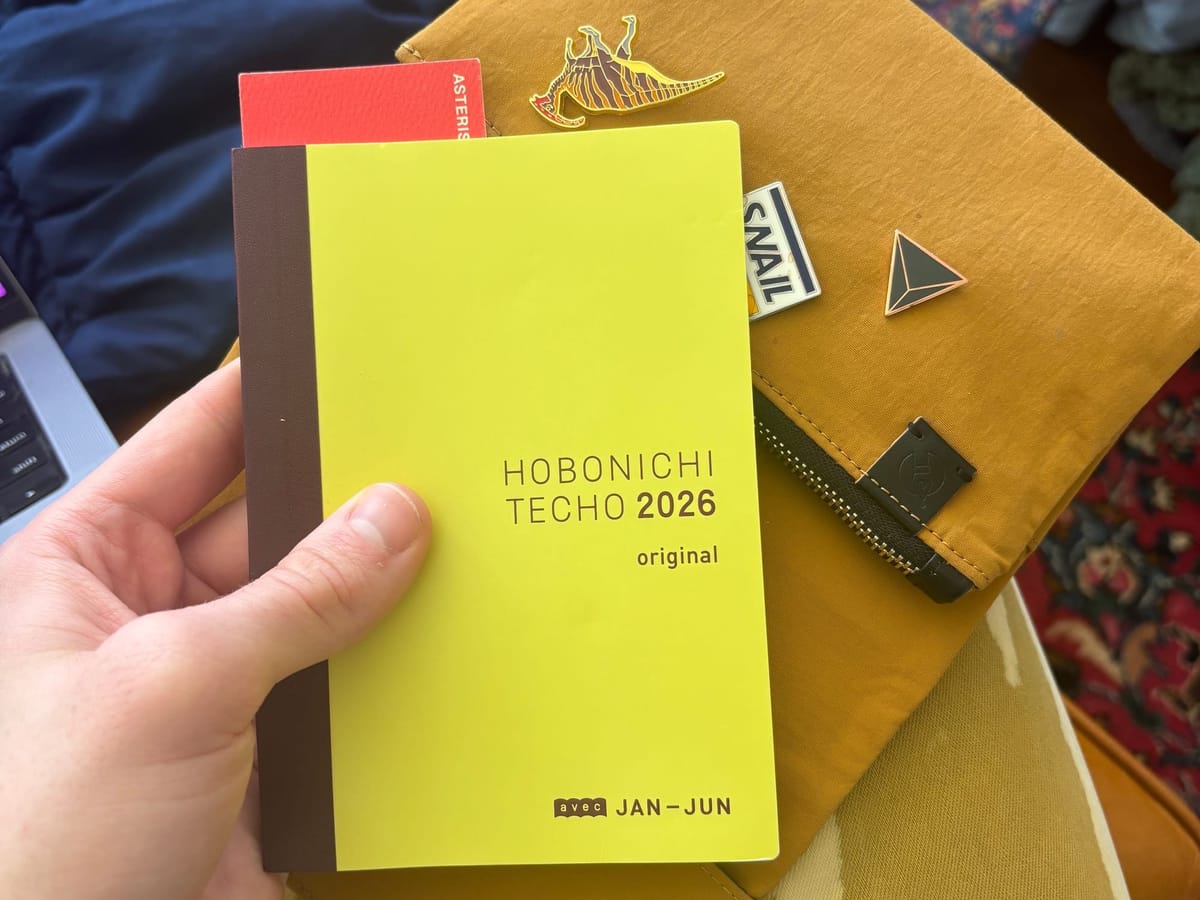 ASTERIS
SNAIL
HOBONICHI
TECHO 2026
original
avec JAN–JUN